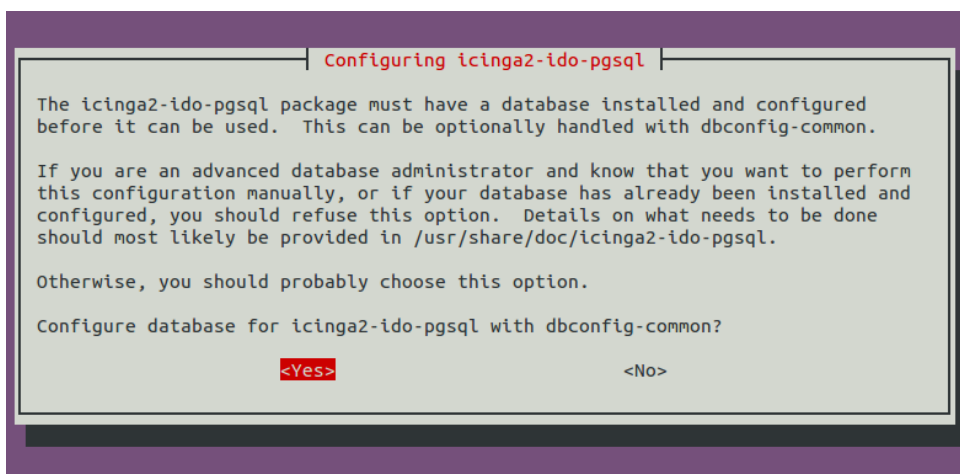 Configuring icinga2-ido-pgsql
The icinga2-ido-pgsql package must have a database installed and configured
before it can be used.  This can be optionally handled with dbconfig-common.
If you are an advanced database administrator and know that you want to perform
this configuration manually, or if your database has already been installed and
configured, you should refuse this option.  Details on what needs to be done
should most likely be provided in /usr/share/doc/icinga2-ido-pgsql.
Otherwise, you should probably choose this option.
Configure database for icinga2-ido-pgsql with dbconfig-common?
<Yes> <No>